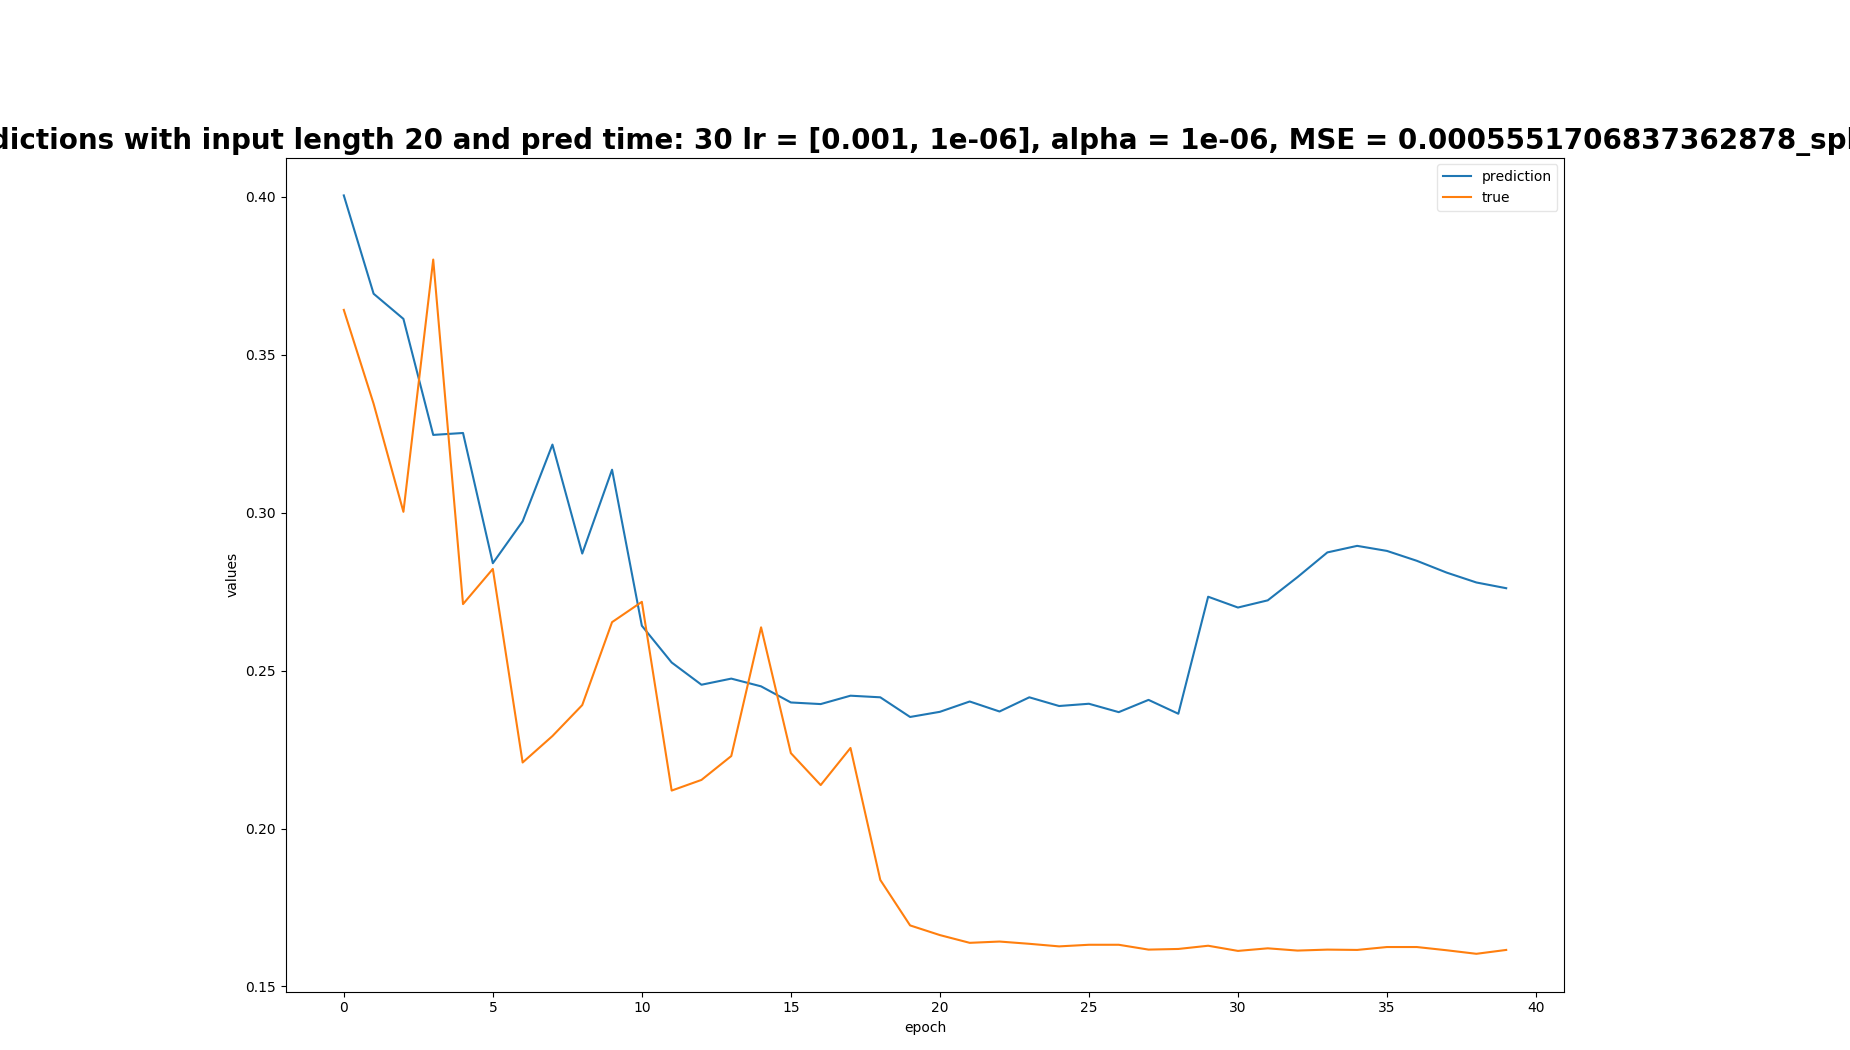 dictions with input length 20 and pred time: 30 lr = [0.001, 1e-06], alpha = 1e-06, MSE = 0.0005551706837362878_spl
prediction
true
0.40
0.35
0.30
0.25
0.20
0.15
values
0 5 10 15 20 25 30 35 40
epoch